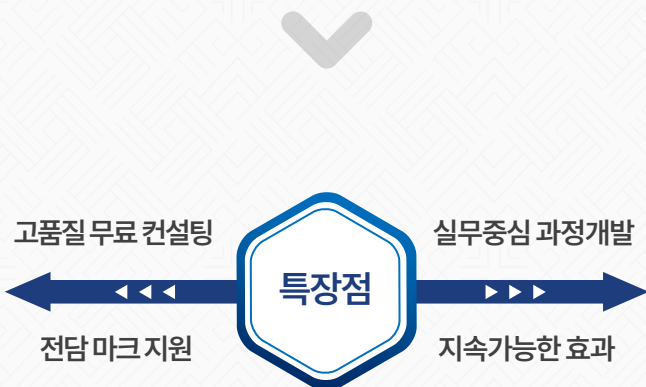 고품질 무료 컨설팅
실무중심 과정개발
특장점
전담 마크 지원
지속가능한 효과